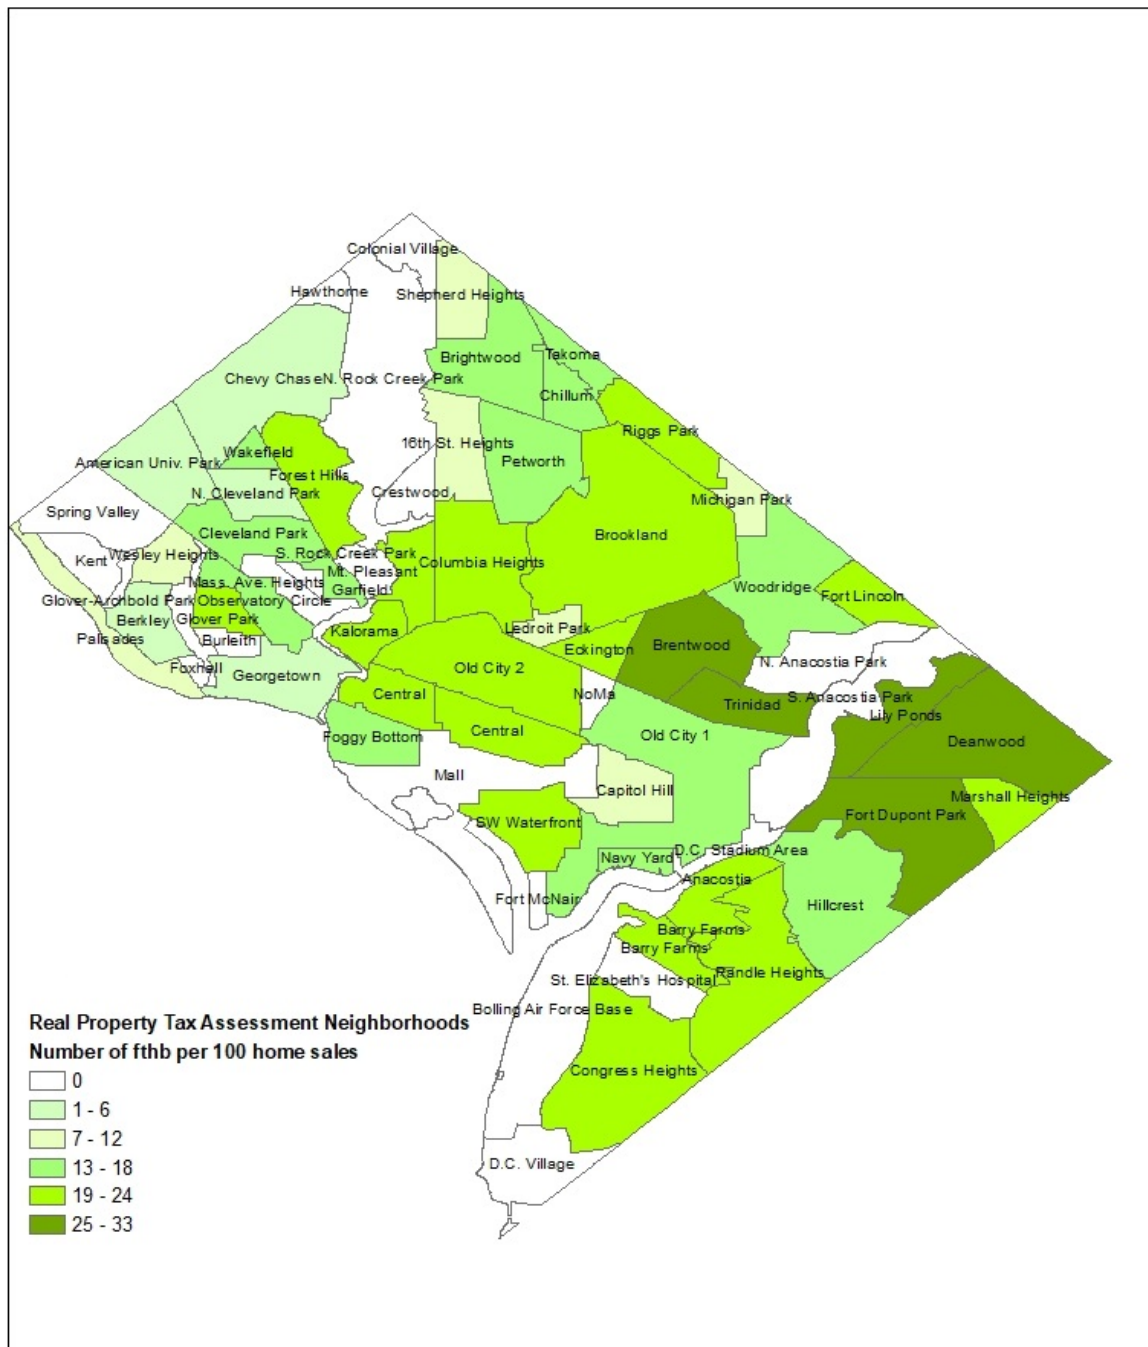 Colonial Village
Hawthorne
Shepherd Heights
Takoma
Brightwood
Chevy Chase
N. Rock Creek Park
Chillum
Riggs Park
16th St. Heights
Wakefield
Petworth
American Univ. Park
Forest Hills
N. Cleveland Park
Crestwood
Michigan Park
Spring Valley
Cleveland Park
Brookland
S. Rock Creek Park
Wesley Heights
Kent
Columbia Heights
Mt. Pleasant
Mass. Ave. Heights
Garfield
Woodridge
Fort Lincoln
Glover-Archbold Park
Observatory Circle
Berkley
Glover Park
Ledroit Park
Kalorama
Palisades
Burleith
Eckington
Brentwood
N. Anacostia Park
Foxhall
Georgetown
Old City 2
Central
NoMa
Trinidad
S. Anacostia Park
Lily Ponds
Central
Foggy Bottom
Old City 1
Deanwood
Mall
Capitol Hill
Marshall Heights
Fort Dupont Park
SW Waterfront
Navy Yard
D.C. Stadium Area
Anacostia
Fort McNair
Hillcrest
Barry Farms
Barry Farms
Randle Heights
St. Elizabeth's Hospital
Bolling Air Force Base
Congress Heights
D.C. Village
Real Property Tax Assessment Neighborhoods
Number of fthb per 100 home sales
0
1 - 6
7 - 12
13 - 18
19 - 24
25 - 33